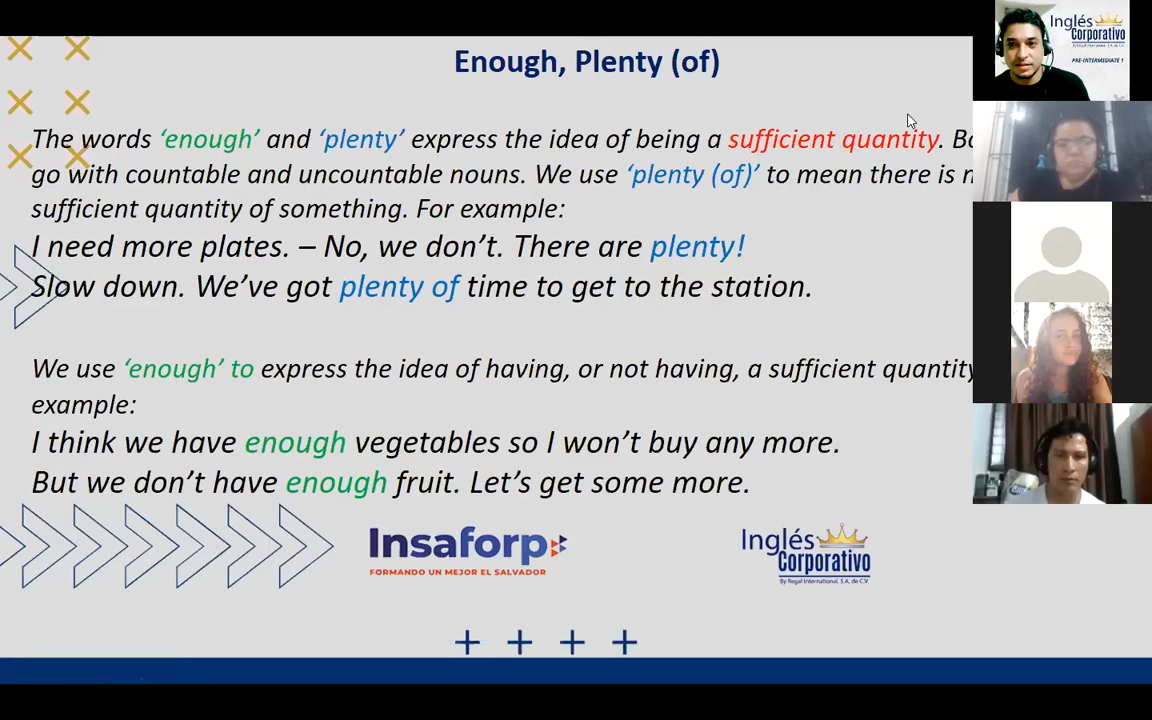 Enough, Plenty (of)
The words ‘enough’ and ‘plenty’ express the idea of being a sufficient quantity.
go with countable and uncountable nouns. We use ‘plenty (of)’ to mean there is
sufficient quantity of something. For example:
I need more plates. – No, we don’t. There are plenty!
Slow down. We’ve got plenty of time to get to the station.
We use ‘enough’ to express the idea of having, or not having, a sufficient quantity
example:
I think we have enough vegetables so I won’t buy any more.
But we don’t have enough fruit. Let’s get some more.
Insaforp
FORMANDO UN MEJOR EL SALVADOR
Inglés
Corporativo
By Regal International, S.A. de C.V
Inglés
Corporativo
By Regal International, S.A. de C.V
PRE-INTERMEDIATE 1